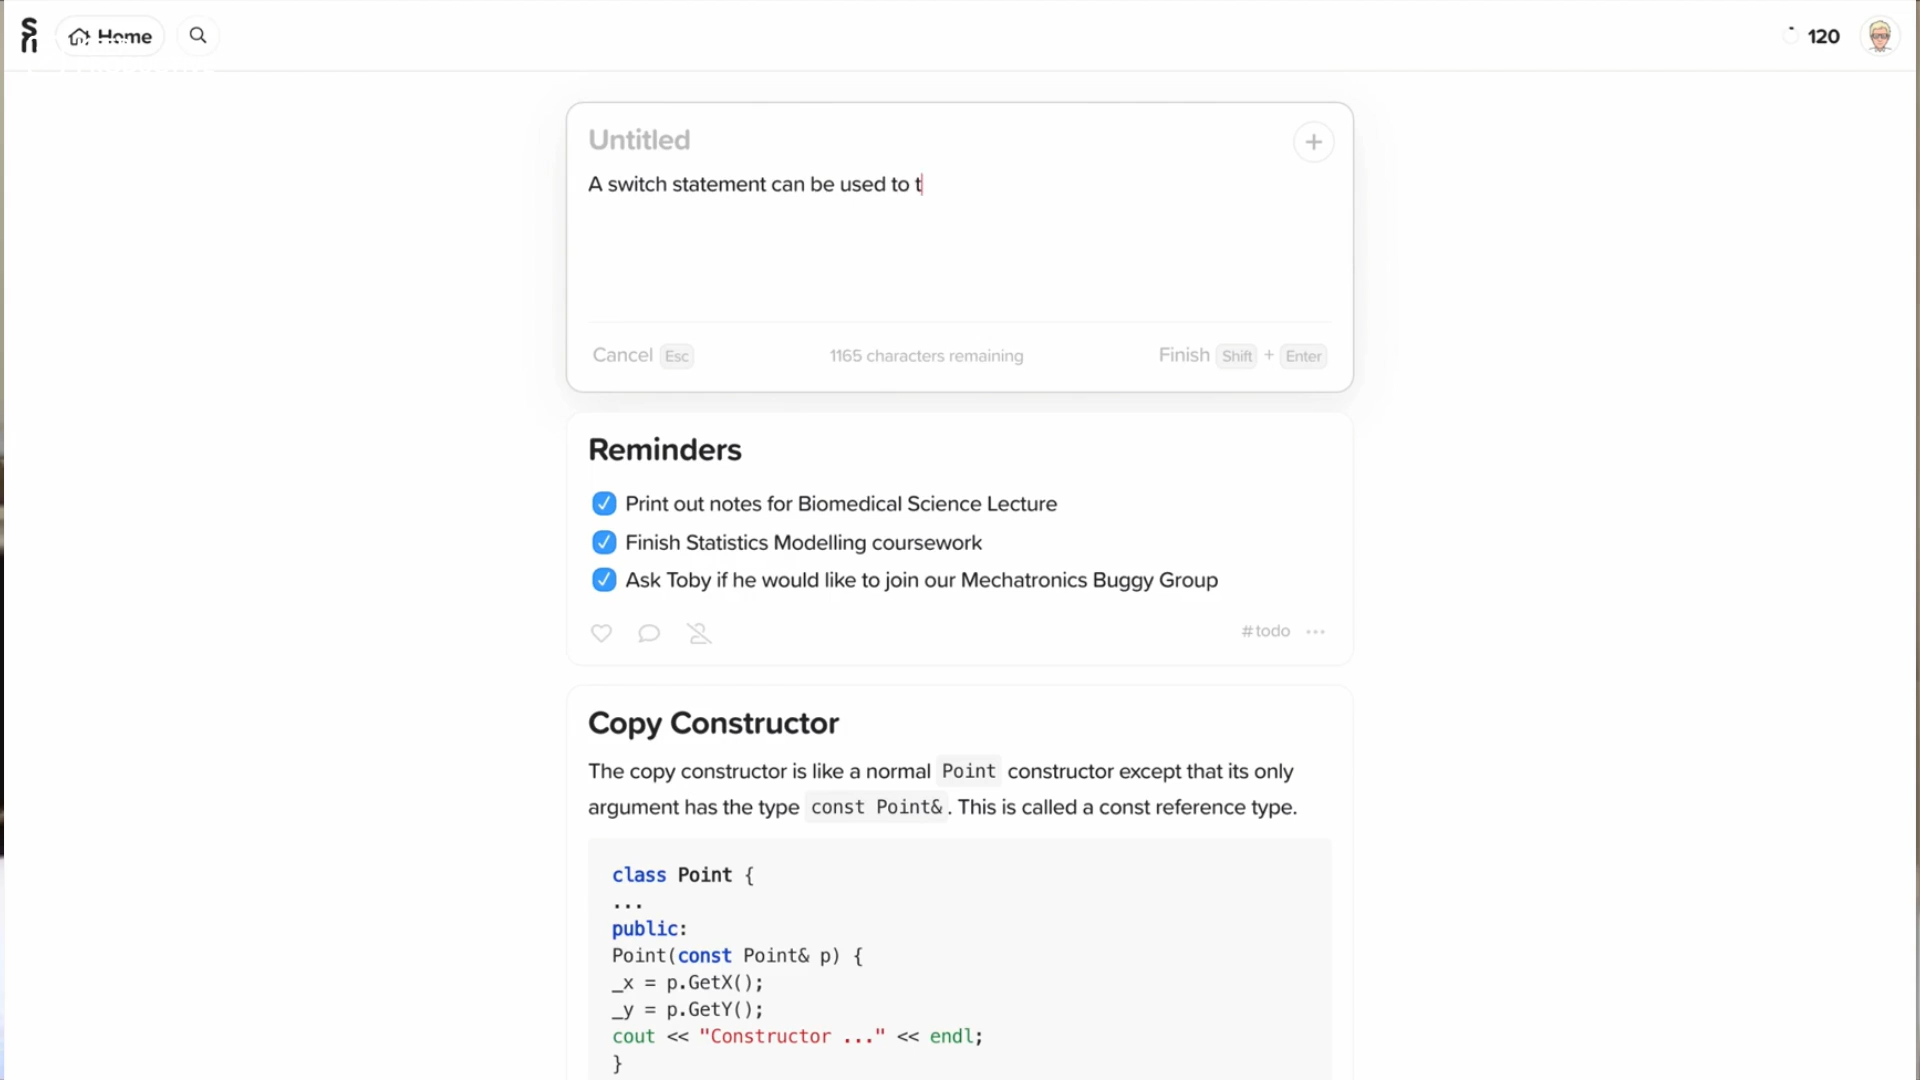 Sn
Home
120
Untitled
A switch statement can be used to t
Cancel Esc
1165 characters remaining
Finish Shift + Enter
Reminders
Print out notes for Biomedical Science Lecture
Finish Statistics Modelling coursework
Ask Toby if he would like to join our Mechatronics Buggy Group
#todo
Copy Constructor
The copy constructor is like a normal Point constructor except that its only
argument has the type const Point& . This is called a const reference type.
class Point {
...
public:
Point(const Point& p) {
_x = p.GetX();
_y = p.GetY();
cout << "Constructor ..." << endl;
}